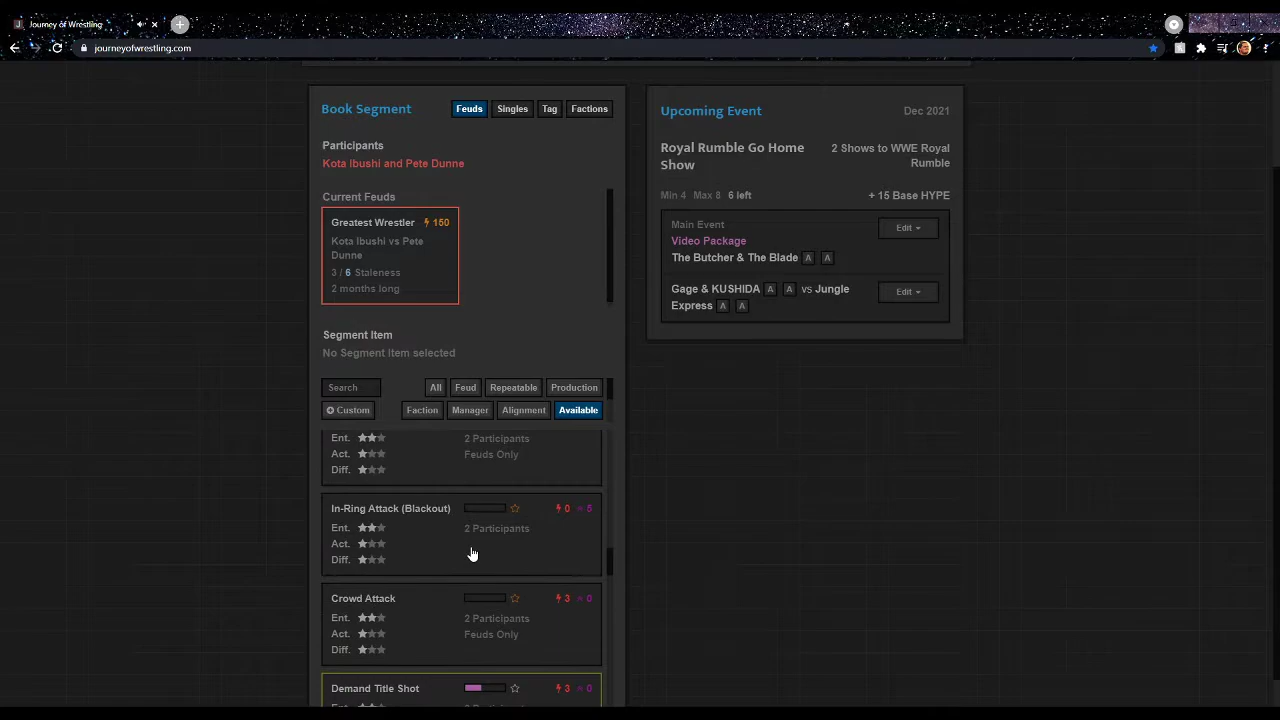 Journey of Wrestling
journeyofwrestling.com
Book Segment
Feuds Singles Tag Factions
Participants
Kota Ibushi and Pete Dunne
Current Feuds
Greatest Wrestler 150
Kota Ibushi vs Pete
Dunne
3 / 6 Staleness
2 months long
Segment Item
No Segment Item selected
Search All Feud Repeatable Production
Custom Faction Manager Alignment Available
Ent. 2 Participants
Act. Feuds Only
Diff.
In-Ring Attack (Blackout) 0 5
Ent. 2 Participants
Act.
Diff.
Crowd Attack 3 0
Ent. 2 Participants
Act. Feuds Only
Diff.
Demand Title Shot 3 0
Upcoming Event Dec 2021
Royal Rumble Go Home
Show
2 Shows to WWE Royal
Rumble
Min 4 Max 8 6 left + 15 Base HYPE
Main Event
Video Package
The Butcher & The Blade A A
Edit
Gage & KUSHIDA A A vs Jungle
Express A A
Edit